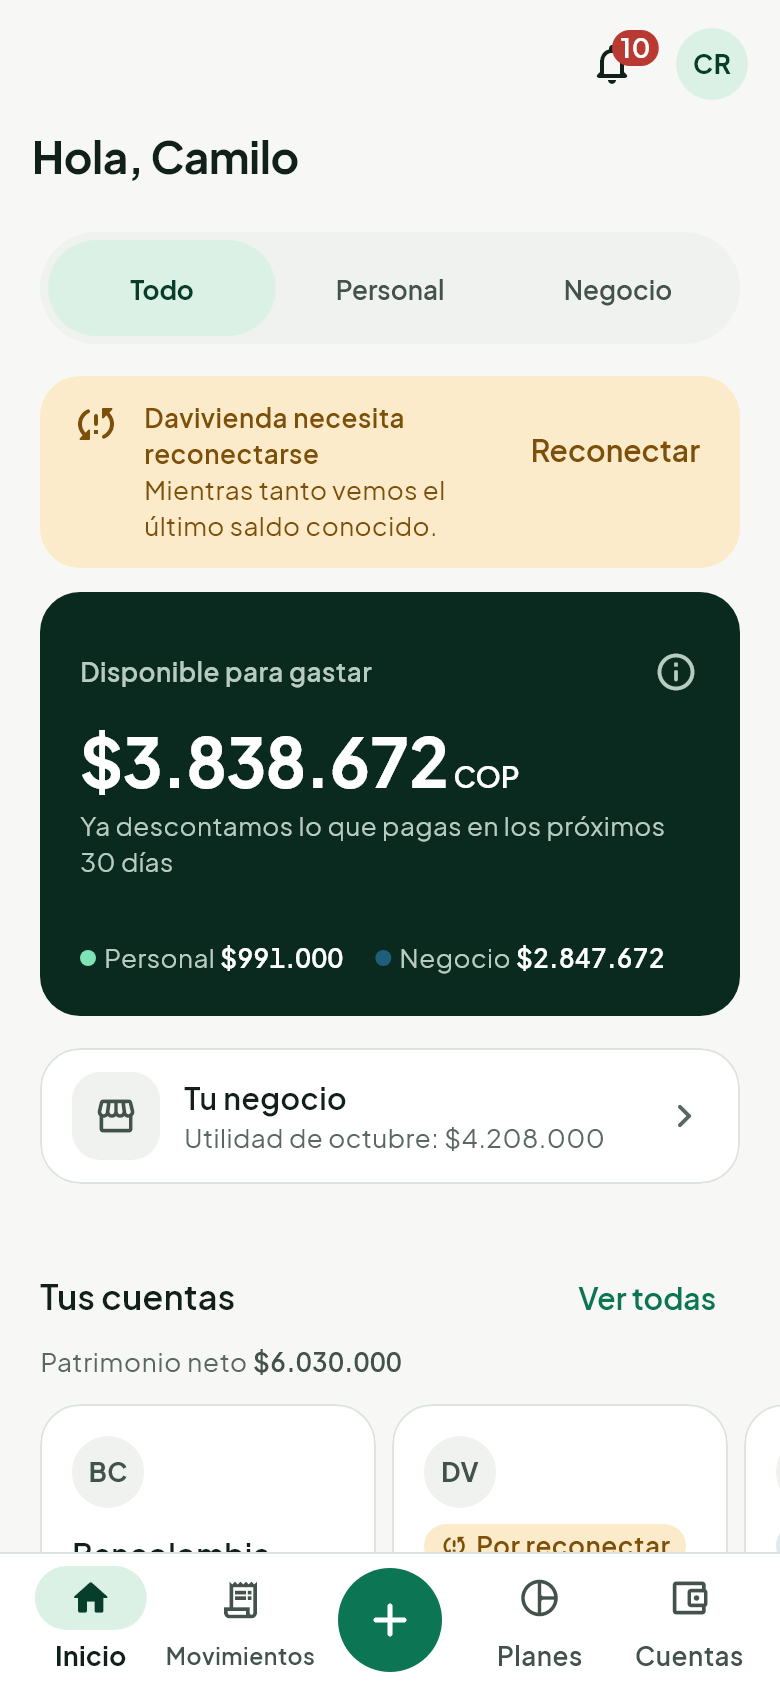 10
CR
Hola, Camilo
Todo
Personal
Negocio
Davivienda necesita
reconectarse
Mientras tanto vemos el
último saldo conocido.
Reconectar
Disponible para gastar
$3.838.672 COP
Ya descontamos lo que pagas en los próximos
30 días
Personal $991.000
Negocio $2.847.672
Tu negocio
Utilidad de octubre: $4.208.000
Tus cuentas
Ver todas
Patrimonio neto $6.030.000
BC
DV
Bancolombia
Por reconectar
Inicio
Movimientos
Planes
Cuentas